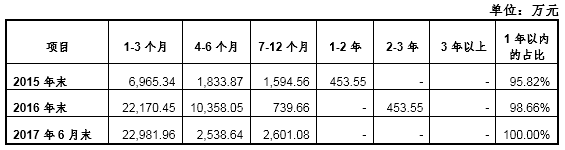 单位：万元
项目 1-3 个月 4-6 个月 7-12 个月 1-2 年 2-3 年 3 年以上 1 年以内的占比
2015 年末 6,965.34 1,833.87 1,594.56 453.55 - - 95.82%
2016 年末 22,170.45 10,358.05 739.66 - 453.55 - 98.66%
2017 年 6 月末 22,981.96 2,538.64 2,601.08 - - - 100.00%